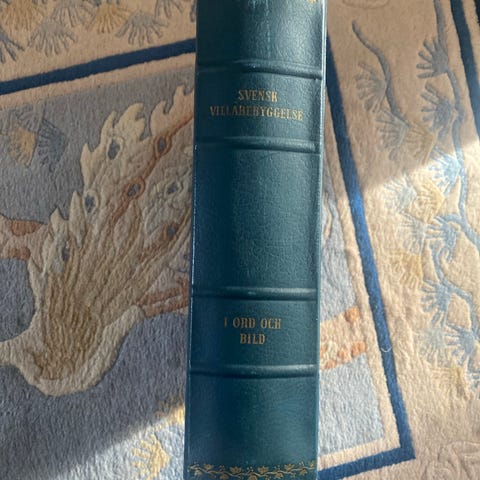 SVENSK
VILLABEBYGGELSE
I ORD OCH
BILD